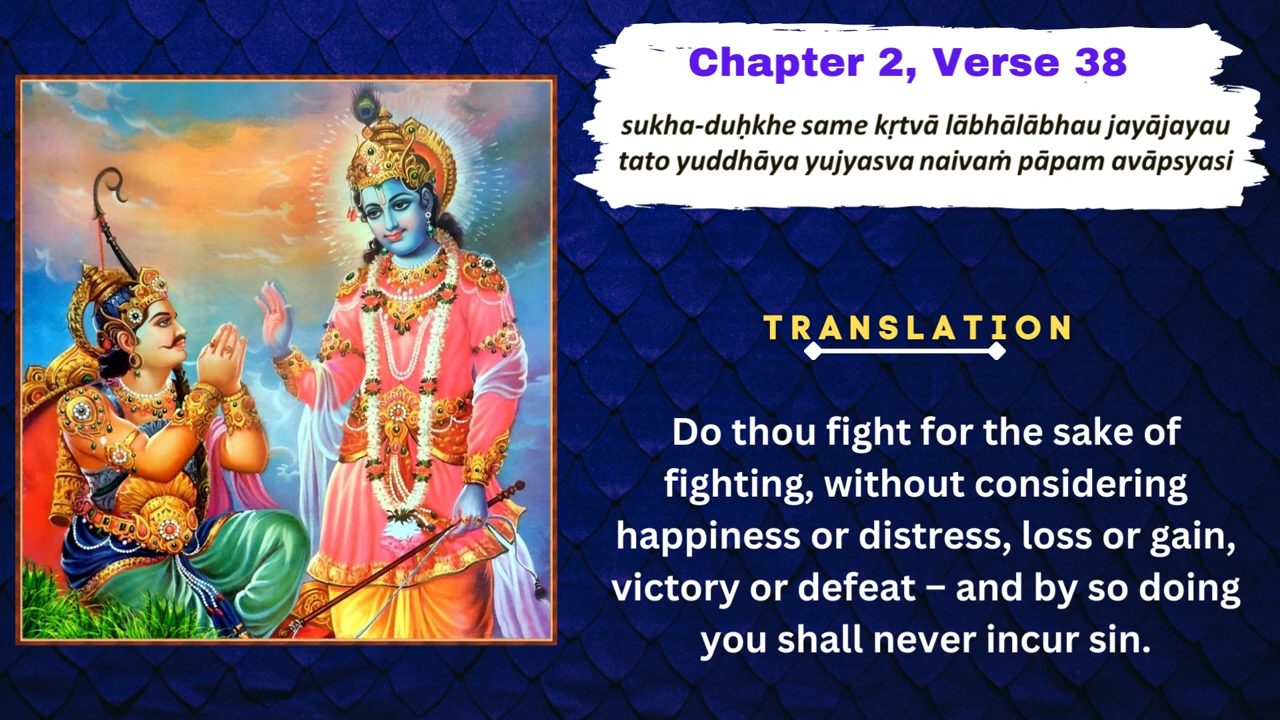 Chapter 2, Verse 38
sukha-duḥkhe same kṛtvā lābhālābhau jayājayau
tato yuddhāya yujyasva naivaṁ pāpam avāpsyasi
TRANSLATION
Do thou fight for the sake of
fighting, without considering
happiness or distress, loss or gain,
victory or defeat – and by so doing
you shall never incur sin.